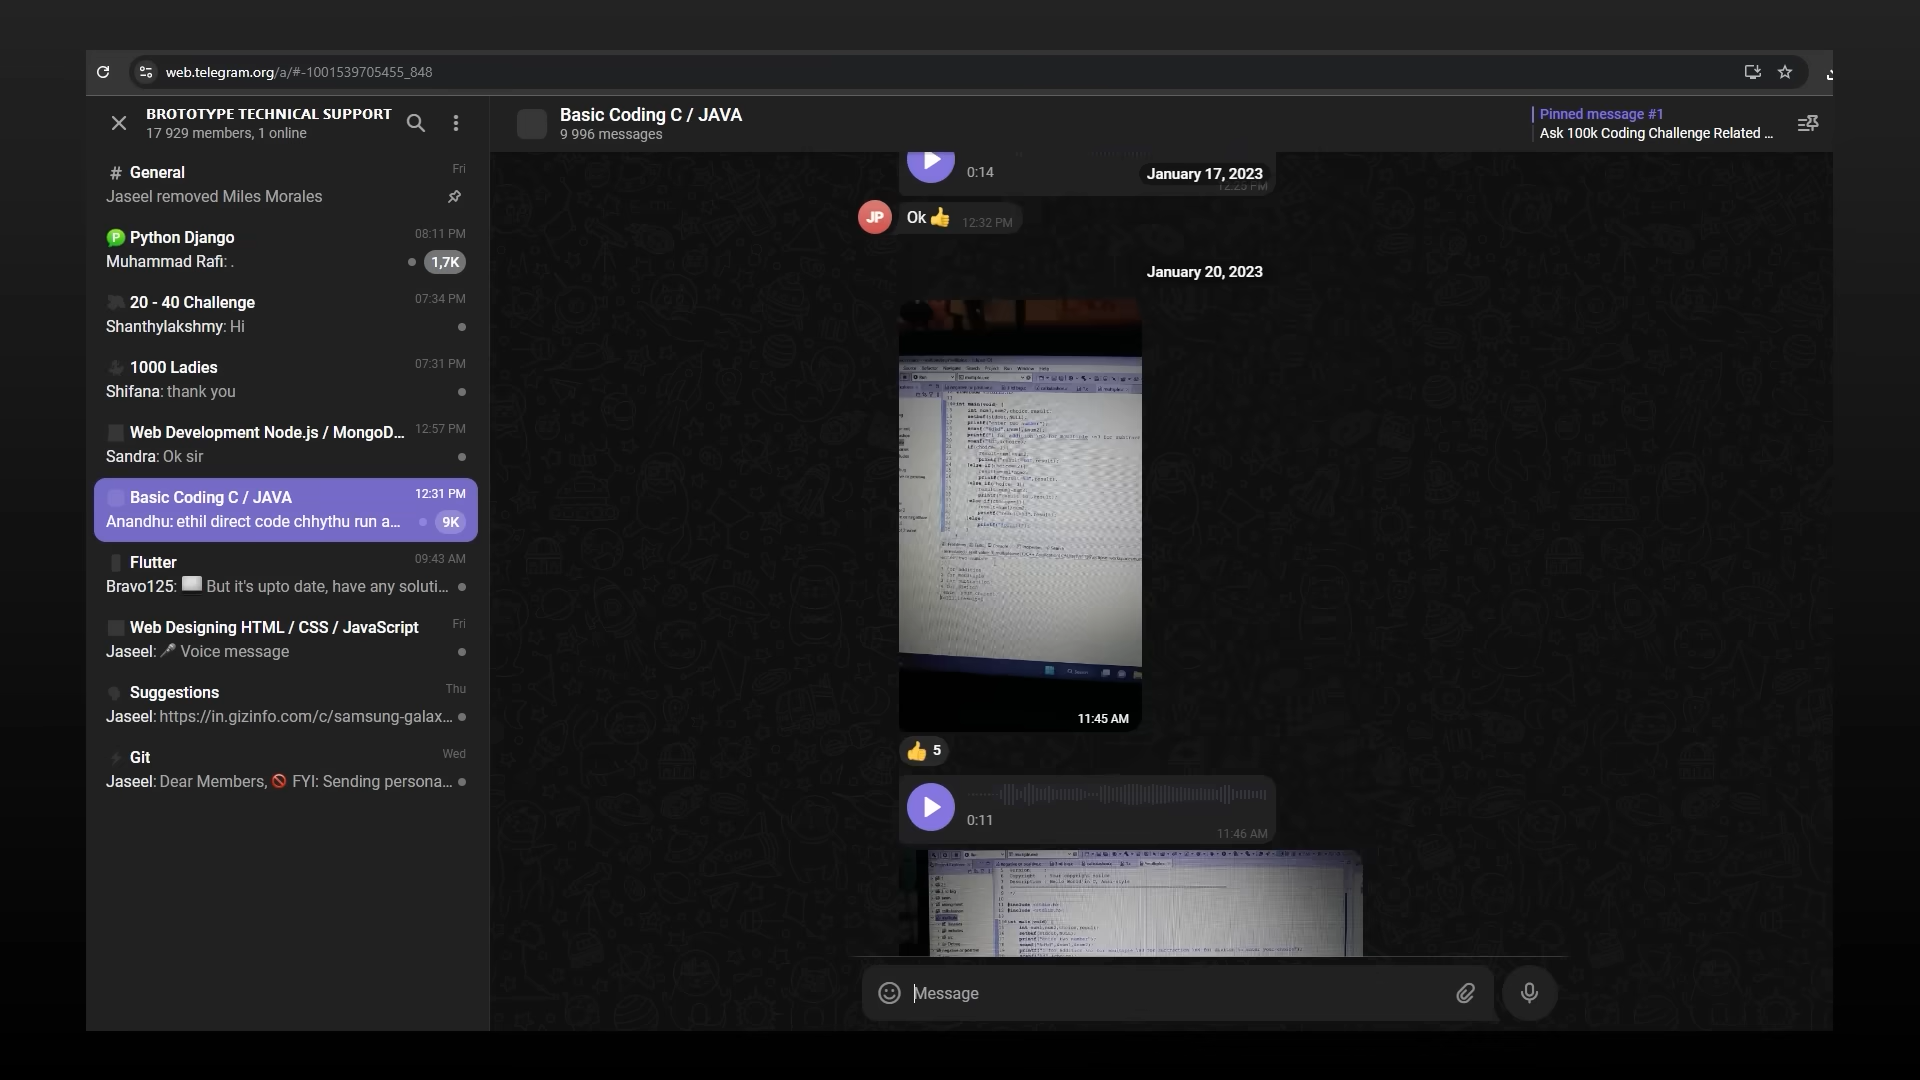 web.telegram.org/a/#-1001539705455_848
BROTOTYPE TECHNICAL SUPPORT
17 929 members, 1 online
# General
Fri
Jaseel removed Miles Morales
Python Django
08:11 PM
Muhammad Rafi: .
1,7K
20 - 40 Challenge
07:34 PM
Shanthylakshmy: Hi
1000 Ladies
07:31 PM
Shifana: thank you
Web Development Node.js / MongoD...
12:57 PM
Sandra: Ok sir
Basic Coding C / JAVA
12:31 PM
Anandhu: ethil direct code chhythu run a...
9K
Flutter
09:43 AM
Bravo125: But it's upto date, have any soluti...
Web Designing HTML / CSS / JavaScript
Fri
Jaseel: 🎤 Voice message
Suggestions
Thu
Jaseel: https://in.gizinfo.com/c/samsung-galax...
Git
Wed
Jaseel: Dear Members, 🚫 FYI: Sending persona...
Basic Coding C / JAVA
9 996 messages
Pinned message #1
Ask 100k Coding Challenge Related ...
0:14
January 17, 2023
12:25 PM
JP
Ok 👍 12:32 PM
January 20, 2023
11:45 AM
👍 5
0:11
11:46 AM
Message